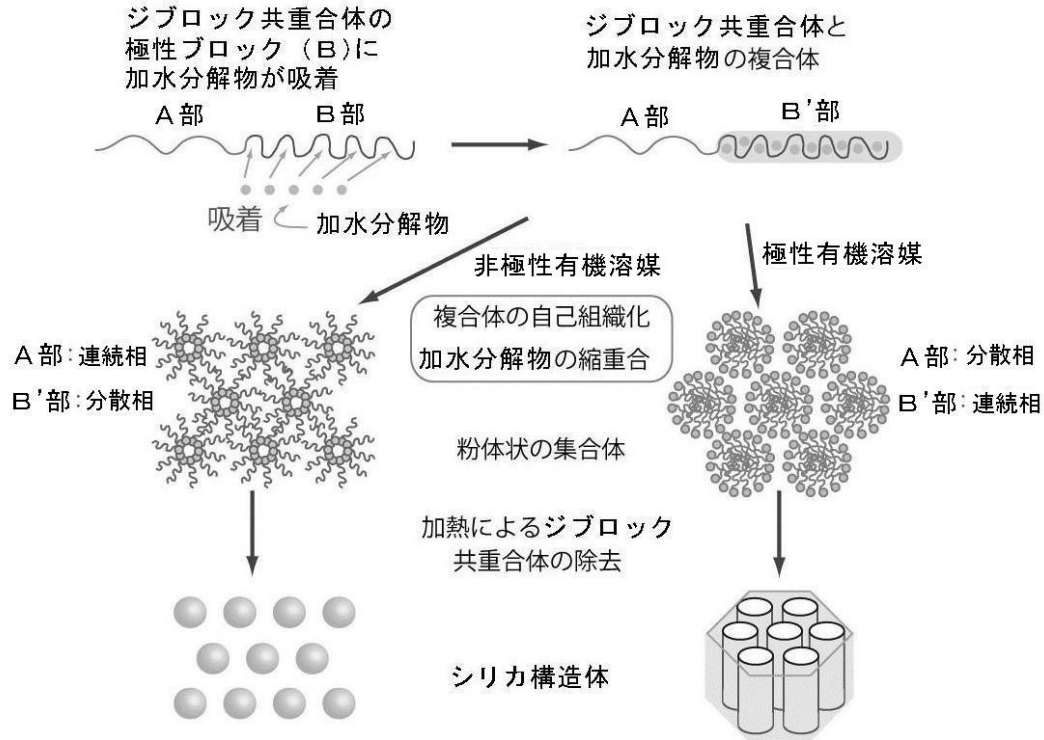 ジブロック共重合体の
極性ブロック（B）に
加水分解物が吸着
ジブロック共重合体と
加水分解物の複合体
A部
B部
A部
B'部
吸着
加水分解物
非極性有機溶媒
極性有機溶媒
複合体の自己組織化
加水分解物の縮重合
A部：連続相
B'部：分散相
A部：分散相
B'部：連続相
粉体状の集合体
加熱によるジブロック
共重合体の除去
シリカ構造体